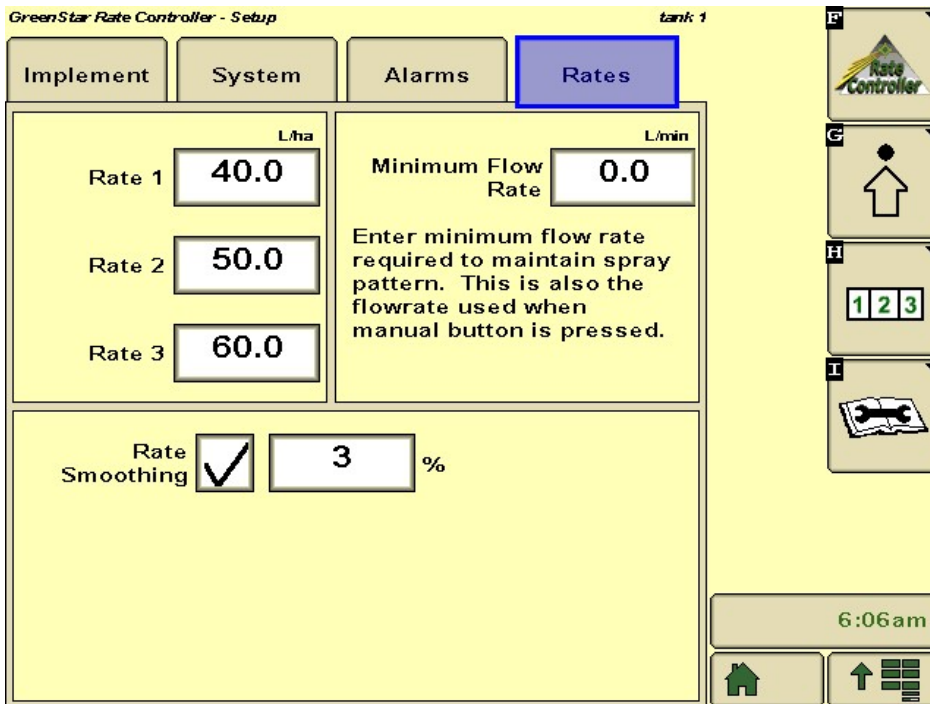 GreenStar Rate Controller - Setup
tank 1
Implement
System
Alarms
Rates
L/ha
Rate 1
40.0
Rate 2
50.0
Rate 3
60.0
L/min
Minimum Flow
Rate
0.0
Enter minimum flow rate
required to maintain spray
pattern. This is also the
flowrate used when
manual button is pressed.
Rate
Smoothing
3
%
F
Rate
Controller
G
H
1 2 3
I
6:06am